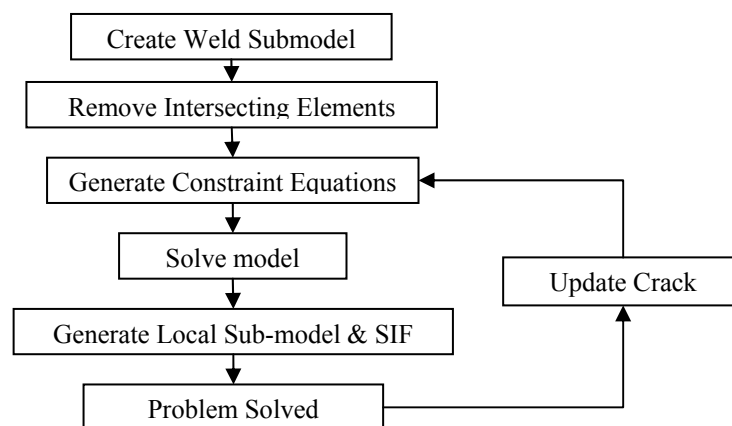 Create Weld Submodel
Remove Intersecting Elements
Generate Constraint Equations
Solve model
Update Crack
Generate Local Sub-model & SIF
Problem Solved